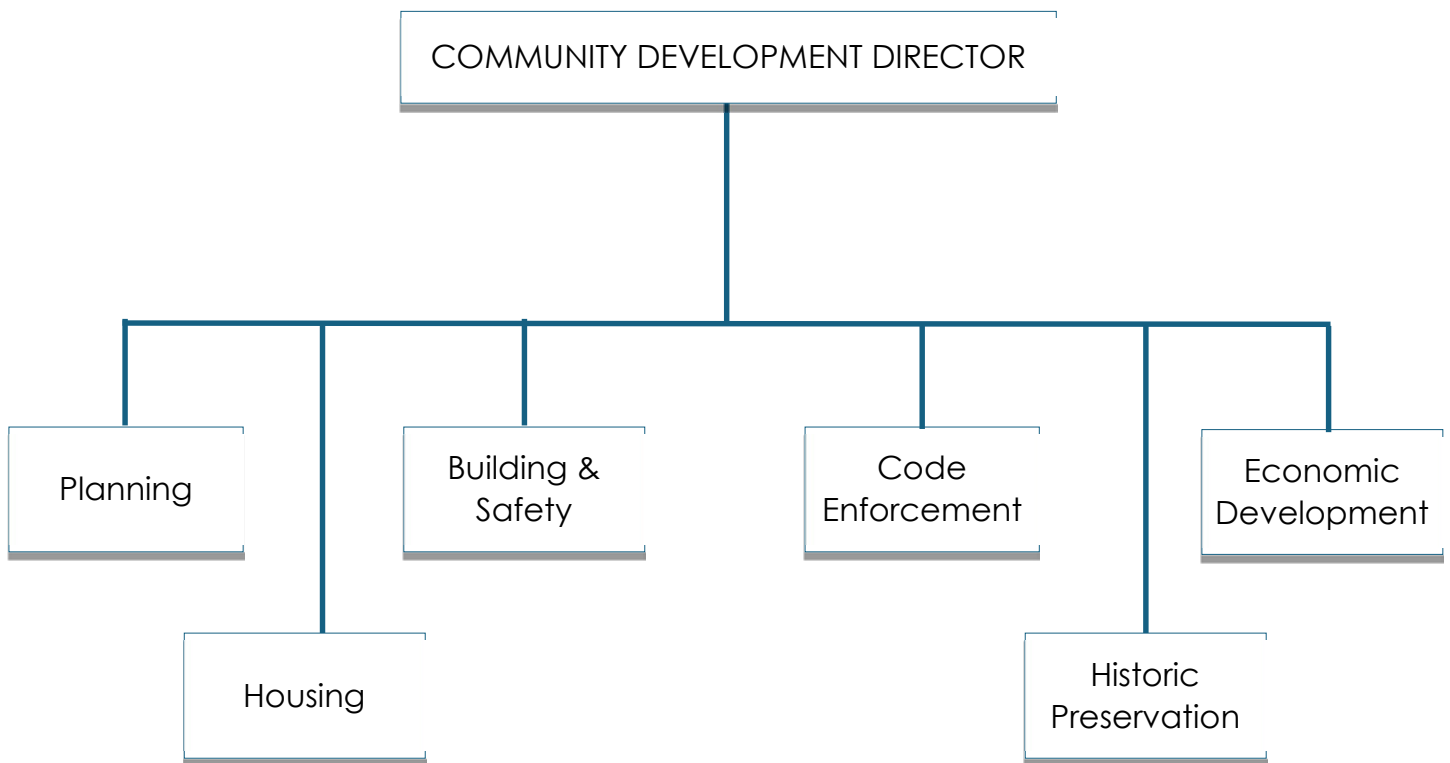 COMMUNITY DEVELOPMENT DIRECTOR
Planning
Building &
Safety
Code
Enforcement
Economic
Development
Housing
Historic
Preservation